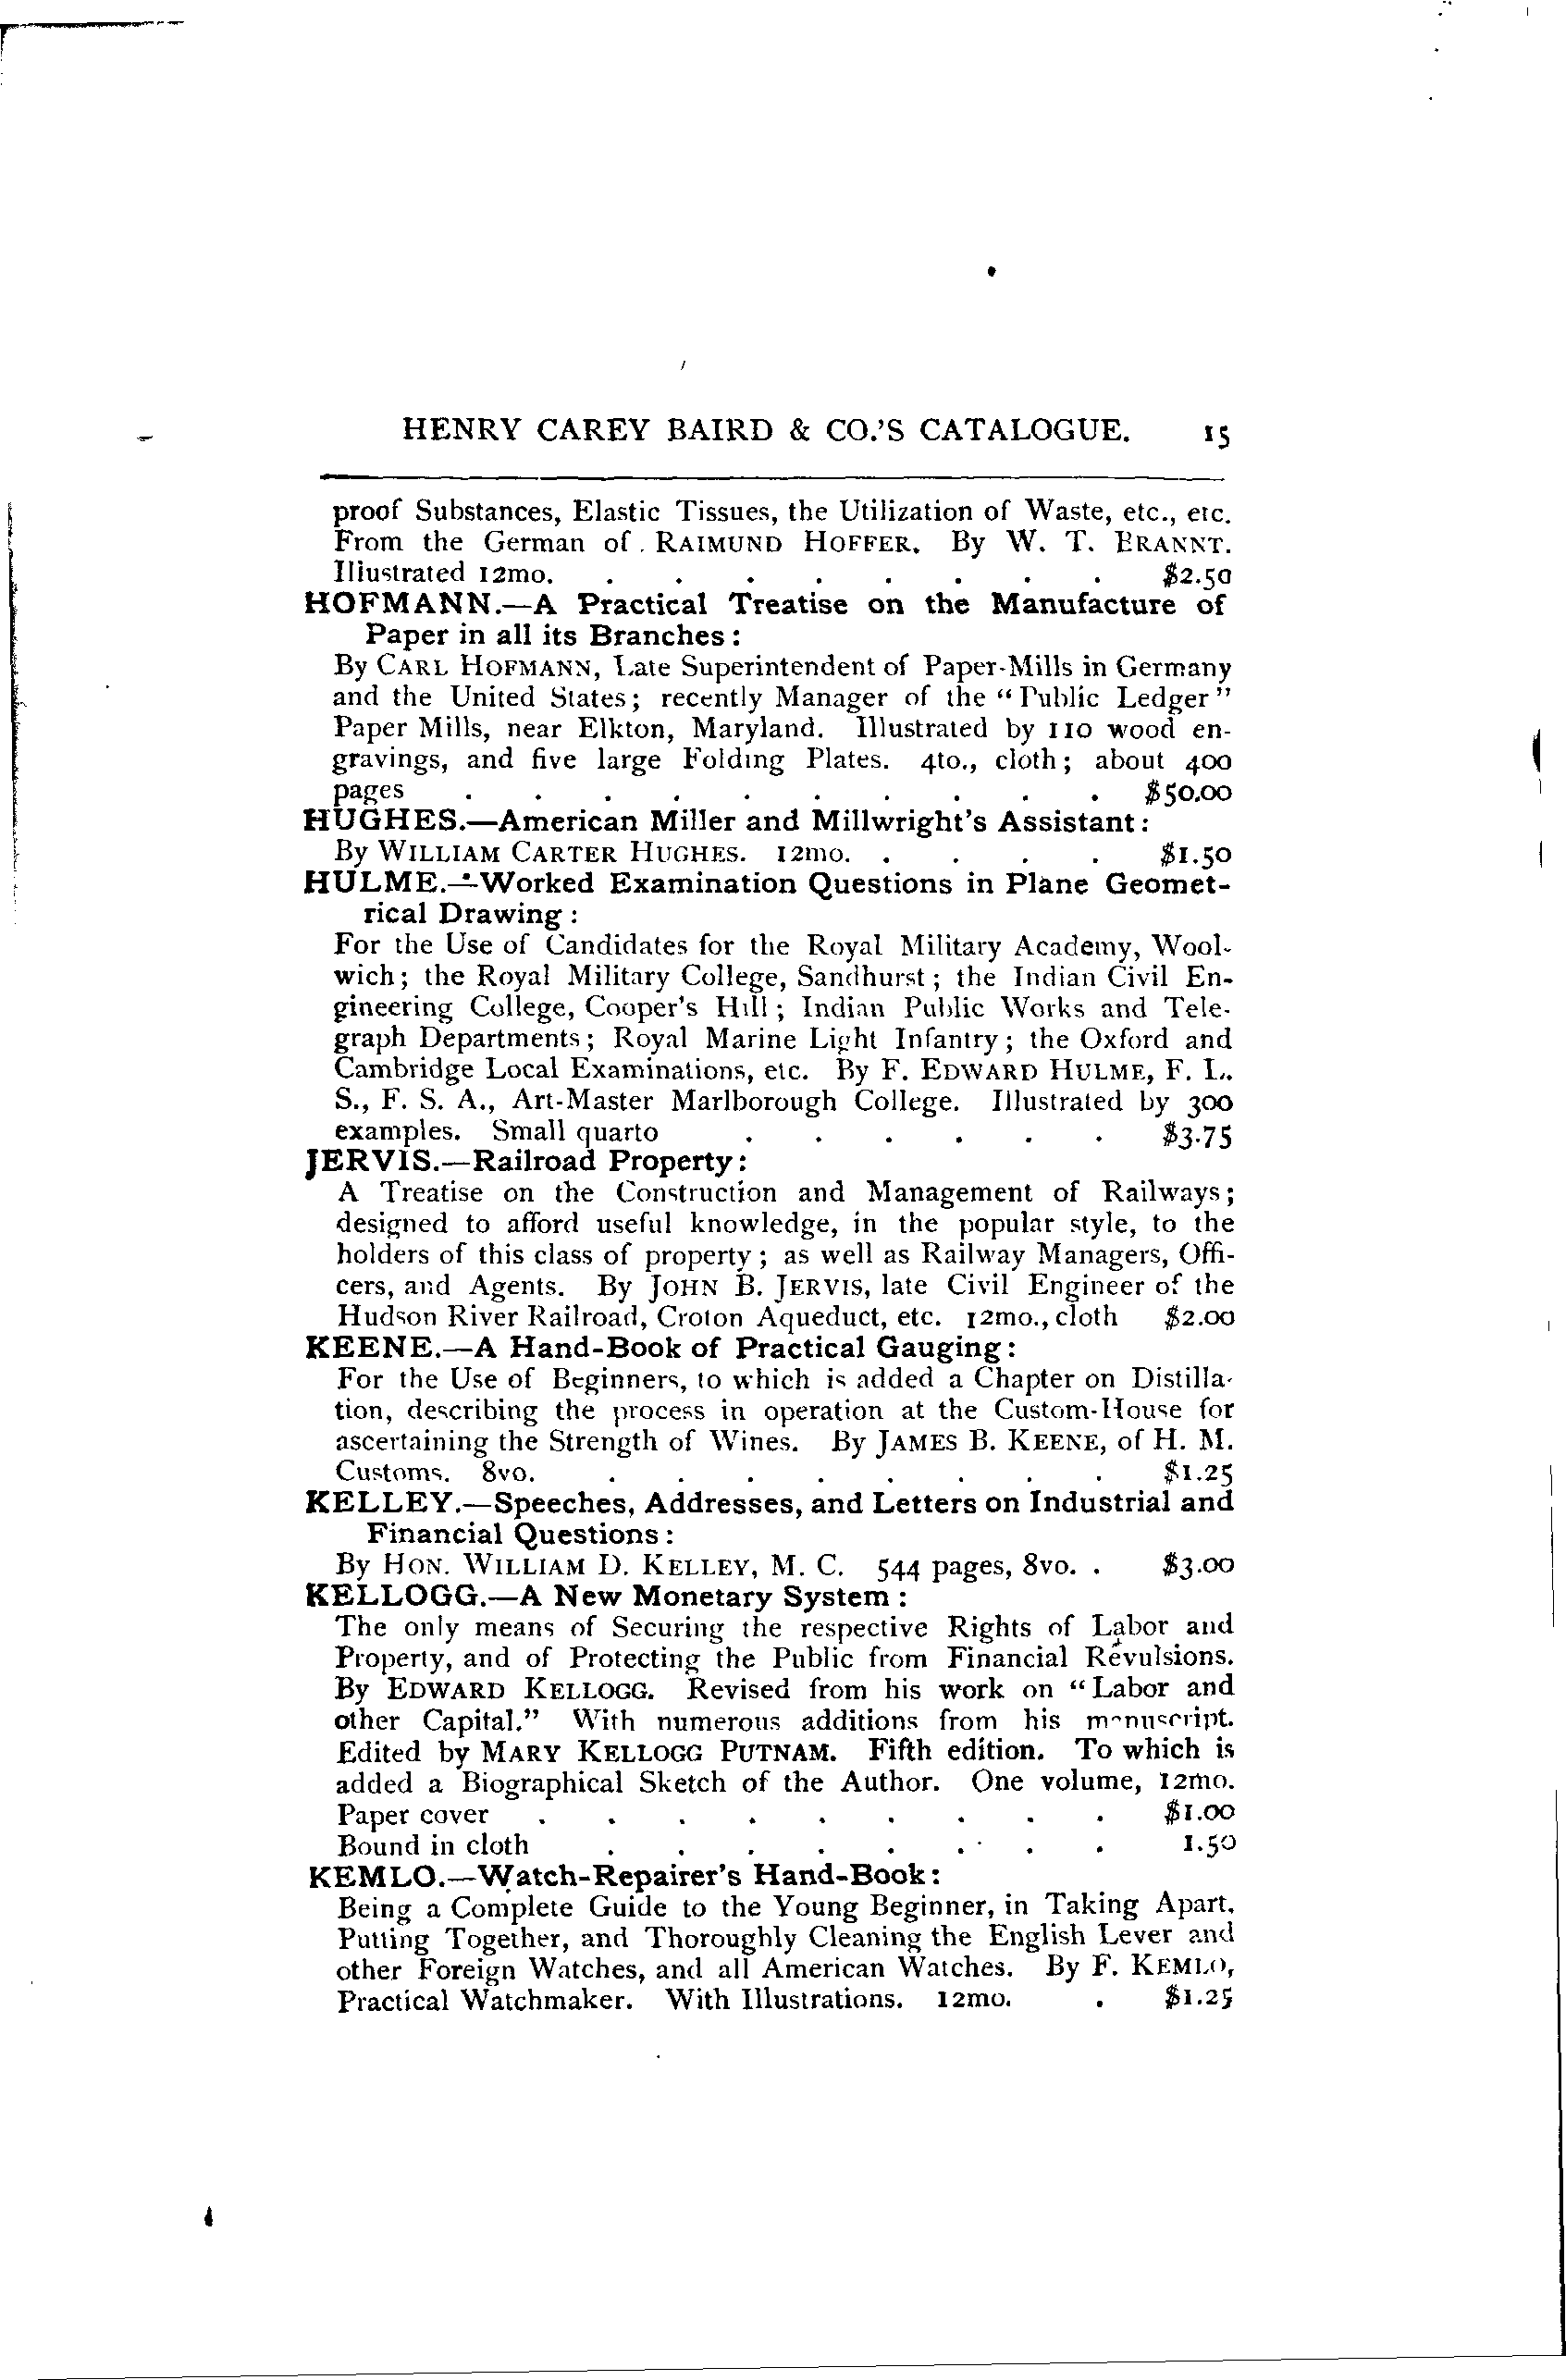 HENRY CAREY BAIRD & CO.'S CATALOGUE. 15
proof Substances, Elastic Tissues, the Utilization of Waste, etc., etc.
From the German of RAIMUND HOFFER. By W. T. BRANNT.
Illustrated 12mo. . . . . . . . . $2.50
HOFMANN.—A Practical Treatise on the Manufacture of
Paper in all its Branches:
By CARL HOFMANN, Late Superintendent of Paper-Mills in Germany
and the United States; recently Manager of the "Public Ledger"
Paper Mills, near Elkton, Maryland. Illustrated by 110 wood en-
gravings, and five large Folding Plates. 4to., cloth; about 400
pages . . . . . . . . . . $50.00
HUGHES.—American Miller and Millwright's Assistant:
By WILLIAM CARTER HUGHES. 12mo. . . . . $1.50
HULME.—Worked Examination Questions in Plane Geomet-
rical Drawing:
For the Use of Candidates for the Royal Military Academy, Wool-
wich; the Royal Military College, Sandhurst; the Indian Civil En-
gineering College, Cooper's Hill; Indian Public Works and Tele-
graph Departments; Royal Marine Light Infantry; the Oxford and
Cambridge Local Examinations, etc. By F. EDWARD HULME, F. L.
S., F. S. A., Art-Master Marlborough College. Illustrated by 300
examples. Small quarto . . . . . . $3.75
JERVIS.—Railroad Property:
A Treatise on the Construction and Management of Railways;
designed to afford useful knowledge, in the popular style, to the
holders of this class of property; as well as Railway Managers, Offi-
cers, and Agents. By JOHN B. JERVIS, late Civil Engineer of the
Hudson River Railroad, Croton Aqueduct, etc. 12mo., cloth $2.00
KEENE.—A Hand-Book of Practical Gauging:
For the Use of Beginners, to which is added a Chapter on Distilla-
tion, describing the process in operation at the Custom-House for
ascertaining the Strength of Wines. By JAMES B. KEENE, of H. M.
Customs. 8vo. . . . . . . . . $1.25
KELLEY.—Speeches, Addresses, and Letters on Industrial and
Financial Questions:
By HON. WILLIAM D. KELLEY, M. C. 544 pages, 8vo. . $3.00
KELLOGG.—A New Monetary System:
The only means of Securing the respective Rights of Labor and
Property, and of Protecting the Public from Financial Revulsions.
By EDWARD KELLOGG. Revised from his work on "Labor and
other Capital." With numerous additions from his manuscript.
Edited by MARY KELLOGG PUTNAM. Fifth edition. To which is
added a Biographical Sketch of the Author. One volume, 12mo.
Paper cover . . . . . . . . . $1.00
Bound in cloth . . . . . . . . 1.50
KEMLO.—Watch-Repairer's Hand-Book:
Being a Complete Guide to the Young Beginner, in Taking Apart,
Putting Together, and Thoroughly Cleaning the English Lever and
other Foreign Watches, and all American Watches. By F. KEMLO,
Practical Watchmaker. With Illustrations. 12mo. . $1.25